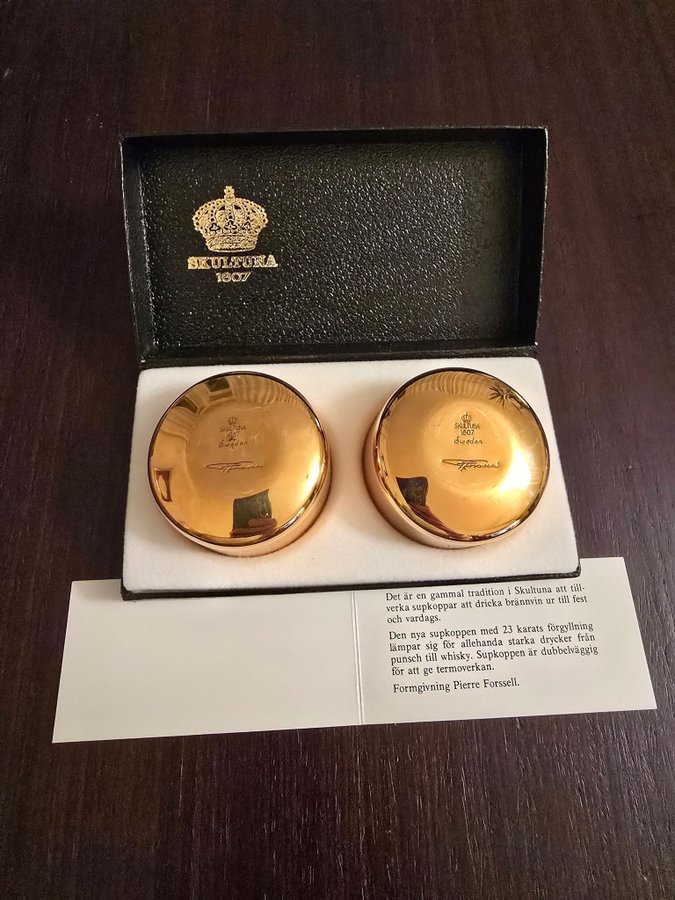 SKULTUNA
1607
SKULTUNA
Sweden
P Forssell
SKULTUNA
1607
Sweden
P Forssell
Det är en gammal tradition i Skultuna att till-
verka supkoppar att dricka brännvin ur till fest
och vardags.
Den nya supkoppen med 23 karats förgyllning
lämpar sig för allehanda starka drycker från
punsch till whisky. Supkoppen är dubbelväggig
för att ge termoverkan.
Formgivning Pierre Forssell.